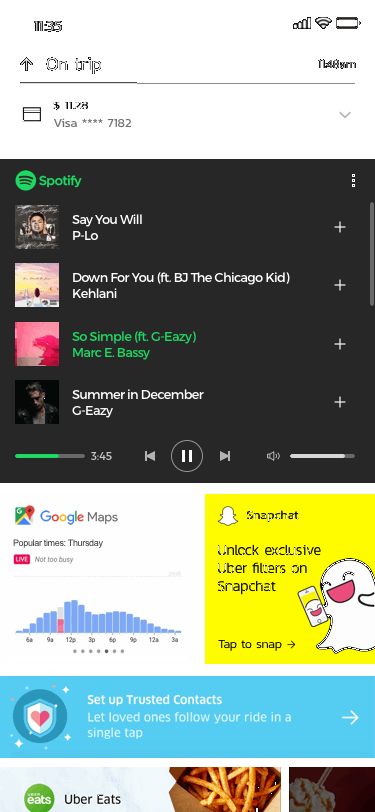 11:35
On trip
11:48am
$ 11.28
Visa **** 7182
Spotify
Say You Will
P-Lo
Down For You (ft. BJ The Chicago Kid)
Kehlani
So Simple (ft. G-Eazy)
Marc E. Bassy
Summer in December
G-Eazy
3:45
Google Maps
Popular times: Thursday
LIVE Not too busy
6a 9a 12p 3p 6p 9p 12a 3a
Snapchat
Unlock exclusive
Uber filters on
Snapchat
Tap to snap →
Set up Trusted Contacts
Let loved ones follow your ride in a
single tap
UBER
eats
Uber Eats